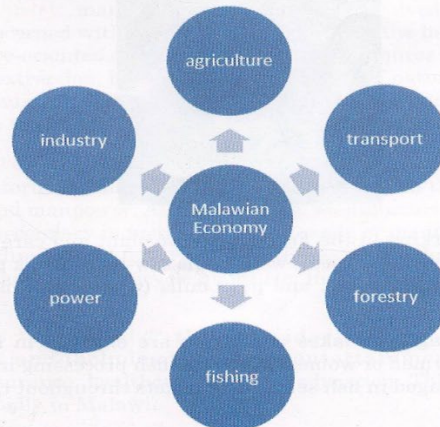 agriculture
industry
transport
Malawian
Economy
power
forestry
fishing